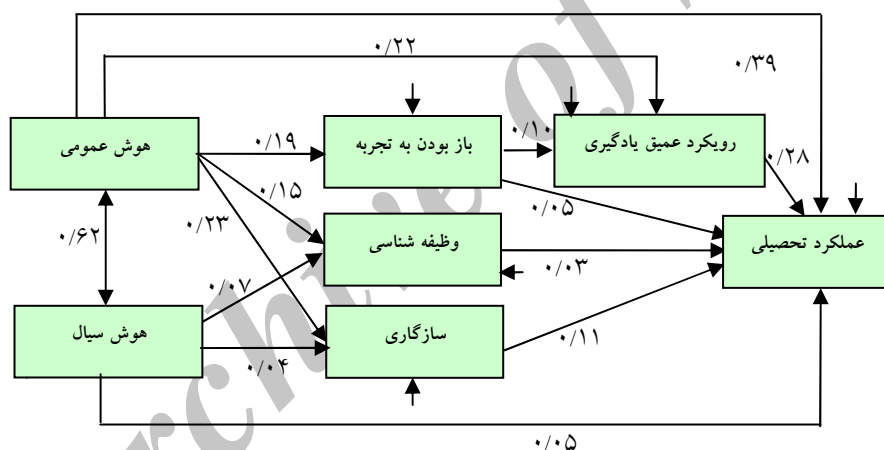 ۰/۲۲
۰/۳۹
هوش عمومی
۰/۱۹
باز بودن به تجربه
۰/۱۰
رویکرد عمیق یادگیری
۰/۲۸
۰/۱۵
۰/۰۵
۰/۲۳
۰/۶۲
وظیفه شناسی
عملکرد تحصیلی
۰/۰۳
۰/۰۷
هوش سیال
سازگاری
۰/۱۱
۰/۰۴
۰/۰۵
rchive of